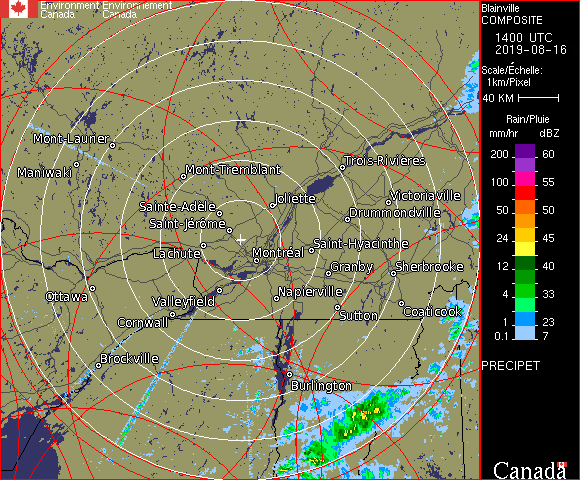 Environment Environnement
Canada Canada
Blainville
COMPOSITE
1400 UTC
2019-08-16
Scale/Échelle:
1km/Pixel
40 KM
Rain/Pluie
mm/hr dBZ
200 60
100 55
50 50
24 45
12 40
4 33
1 23
0.1 7
PRECIPET
Mont-Laurier
Maniwaki
Mont-Tremblant
Trois-Rivières
Joliette
Victoriaville
Sainte-Adèle
Drummondville
Saint-Jérôme
Saint-Hyacinthe
Lachute
Montréal
Granby
Sherbrooke
Ottawa
Valleyfield
Napierville
Cornwall
Sutton
Coaticook
Brockville
Burlington
Canada